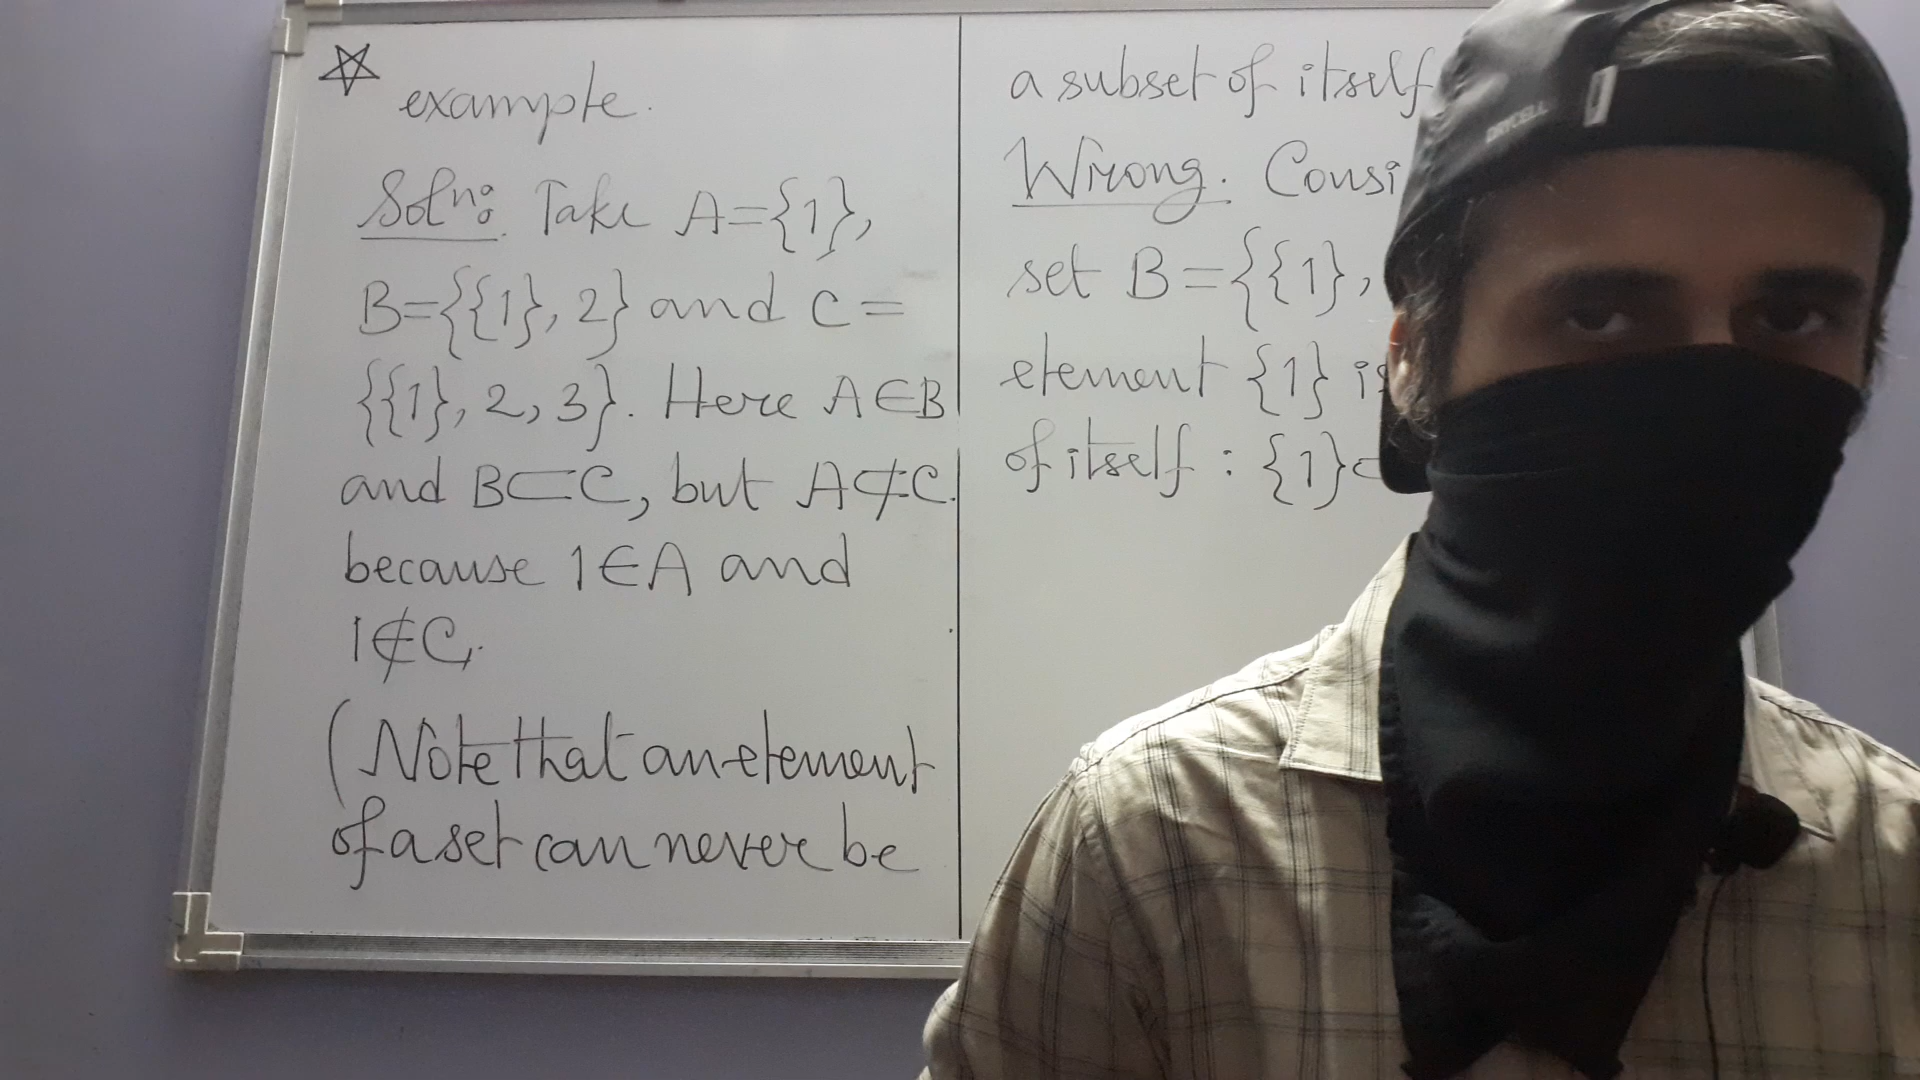 example.
Soln: Take A={1},
B={{1}, 2} and C =
{{1}, 2, 3}. Here A∈B
and B⊂C, but A⊄C.
because 1∈A and
1∉C.
(Note that an element
of a set can never be
a subset of itself
Wrong. Consi
set B={{1},
element {1} is
of itself : {1}⊂
DRYCELL